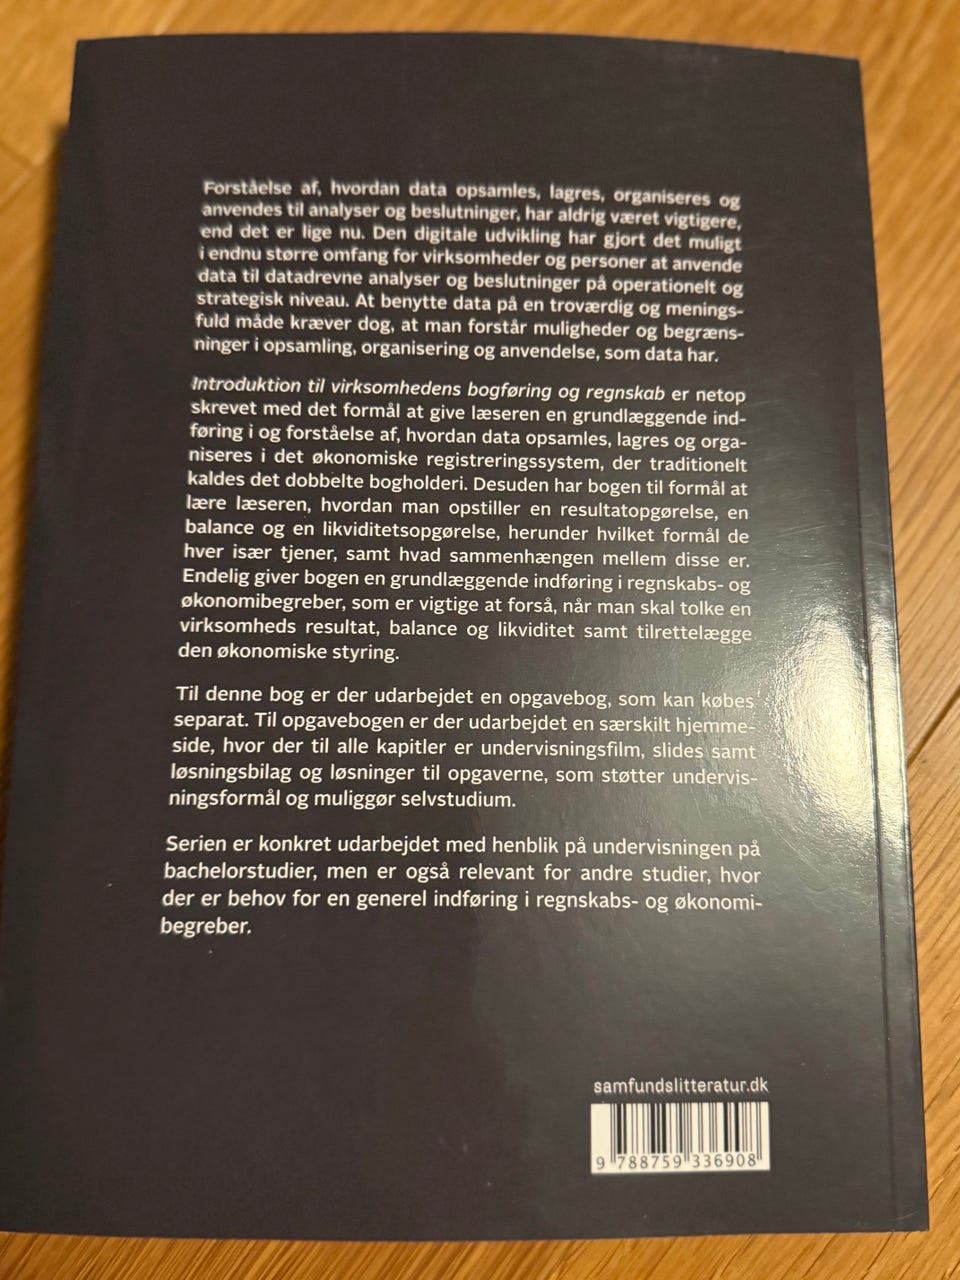 Forståelse af, hvordan data opsamles, lagres, organiseres og
anvendes til analyser og beslutninger, har aldrig været vigtigere,
end det er lige nu. Den digitale udvikling har gjort det muligt
i endnu større omfang for virksomheder og personer at anvende
data til datadrevne analyser og beslutninger på operationelt og
strategisk niveau. At benytte data på en troværdig og menings-
fuld måde kræver dog, at man forstår muligheder og begræns-
ninger i opsamling, organisering og anvendelse, som data har.
Introduktion til virksomhedens bogføring og regnskab er netop
skrevet med det formål at give læseren en grundlæggende ind-
føring i og forståelse af, hvordan data opsamles, lagres og orga-
niseres i det økonomiske registreringssystem, der traditionelt
kaldes det dobbelte bogholderi. Desuden har bogen til formål at
lære læseren, hvordan man opstiller en resultatopgørelse, en
balance og en likviditetsopgørelse, herunder hvilket formål de
hver især tjener, samt hvad sammenhængen mellem disse er.
Endelig giver bogen en grundlæggende indføring i regnskabs- og
økonomibegreber, som er vigtige at forså, når man skal tolke en
virksomheds resultat, balance og likviditet samt tilrettelægge
den økonomiske styring.
Til denne bog er der udarbejdet en opgavebog, som kan købes
separat. Til opgavebogen er der udarbejdet en særskilt hjemme-
side, hvor der til alle kapitler er undervisningsfilm, slides samt
løsningsbilag og løsninger til opgaverne, som støtter undervis-
ningsformål og muliggør selvstudium.
Serien er konkret udarbejdet med henblik på undervisningen på
bachelorstudier, men er også relevant for andre studier, hvor
der er behov for en generel indføring i regnskabs- og økonomi-
begreber.
samfundslitteratur.dk
9 788759 336908